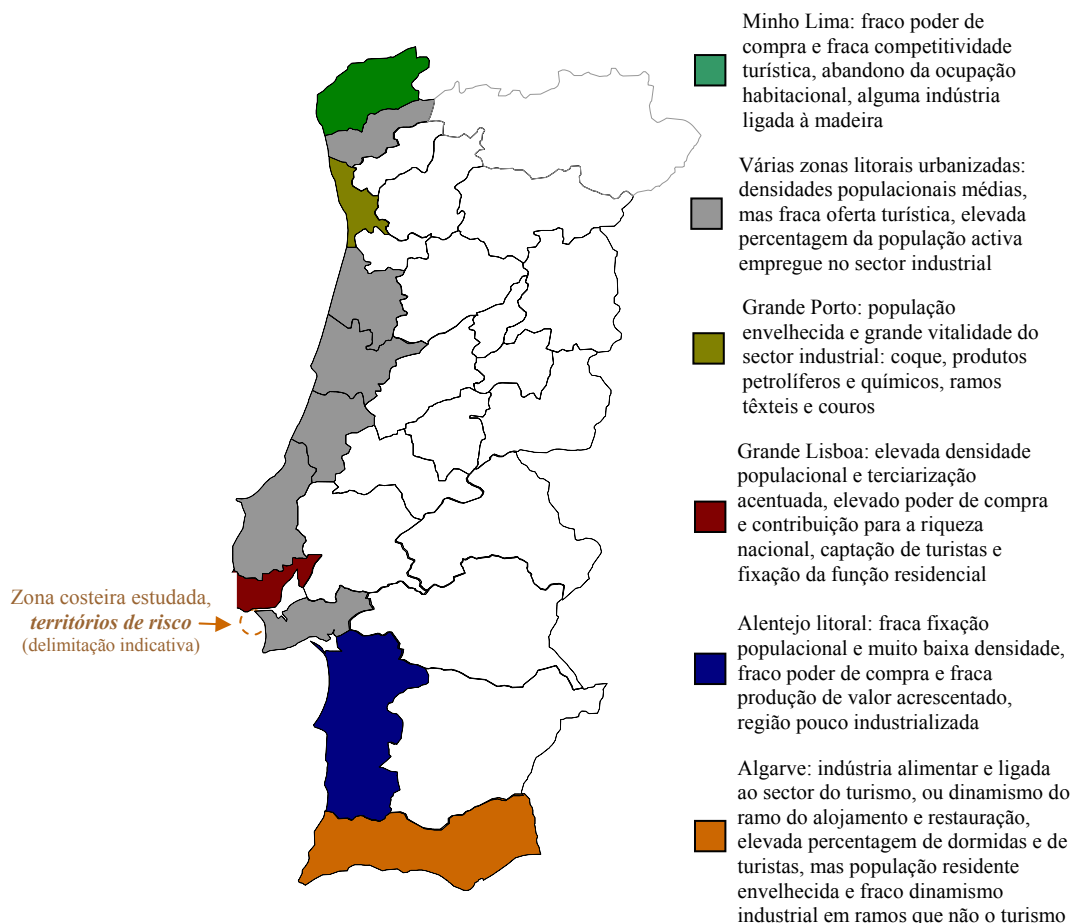 Minho Lima: fraco poder de
compra e fraca competitividade
turística, abandono da ocupação
habitacional, alguma indústria
ligada à madeira
Várias zonas litorais urbanizadas:
densidades populacionais médias,
mas fraca oferta turística, elevada
percentagem da população activa
empregue no sector industrial
Grande Porto: população
envelhecida e grande vitalidade do
sector industrial: coque, produtos
petrolíferos e químicos, ramos
têxteis e couros
Grande Lisboa: elevada densidade
populacional e terciarização
acentuada, elevado poder de compra
e contribuição para a riqueza
nacional, captação de turistas e
fixação da função residencial
Zona costeira estudada,
territórios de risco
(delimitação indicativa)
Alentejo litoral: fraca fixação
populacional e muito baixa densidade,
fraco poder de compra e fraca
produção de valor acrescentado,
região pouco industrializada
Algarve: indústria alimentar e ligada
ao sector do turismo, ou dinamismo do
ramo do alojamento e restauração,
elevada percentagem de dormidas e de
turistas, mas população residente
envelhecida e fraco dinamismo
industrial em ramos que não o turismo